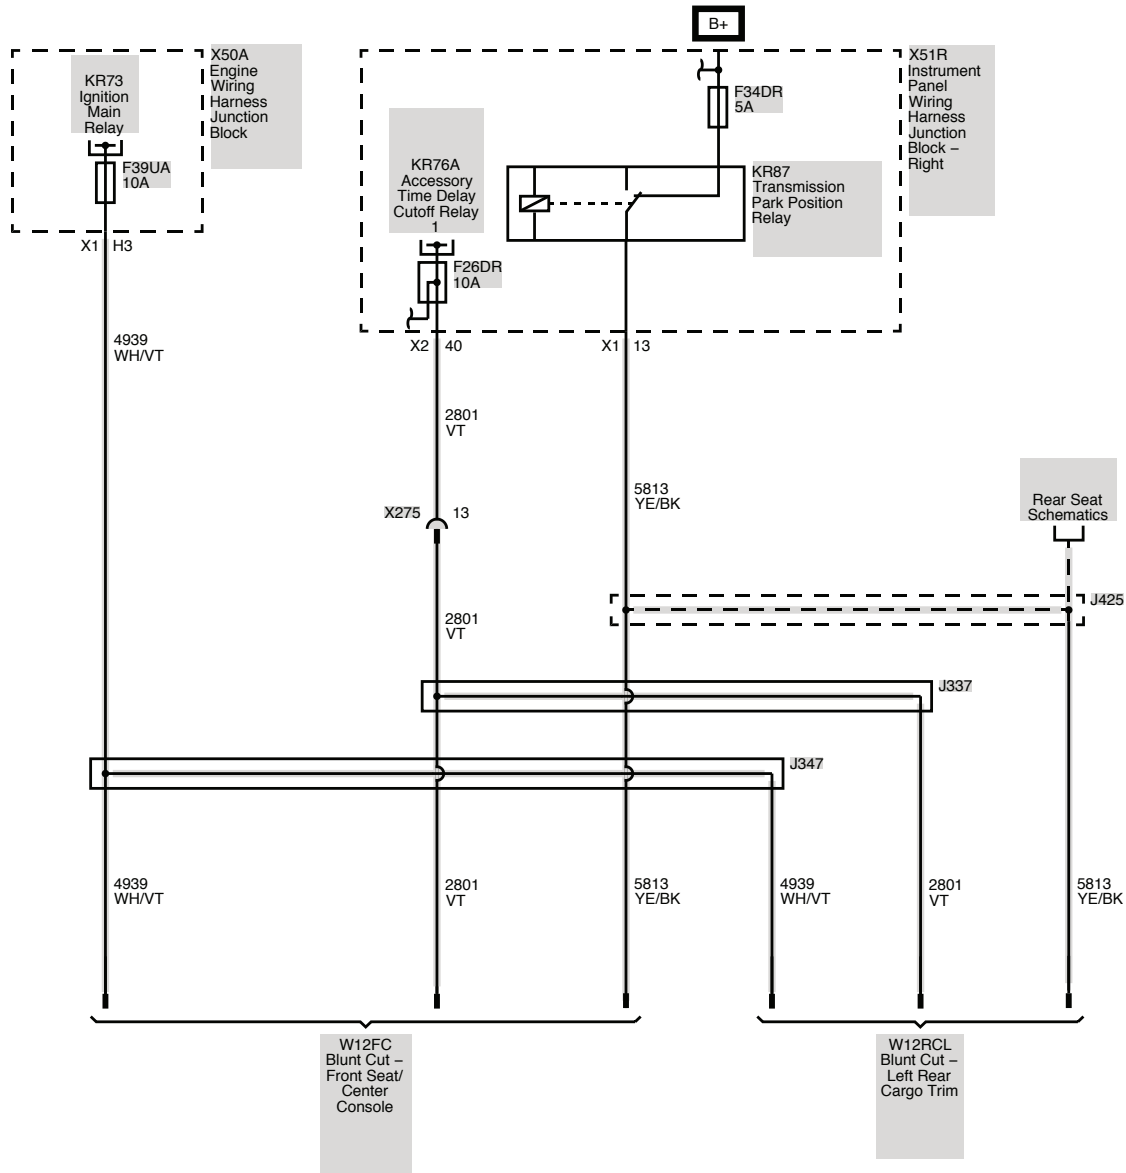 B+
X50A
Engine
Wiring
Harness
Junction
Block
KR73
Ignition
Main
Relay
F39UA
10A
X1 H3
KR76A
Accessory
Time Delay
Cutoff Relay
1
F26DR
10A
X2 40
F34DR
5A
KR87
Transmission
Park Position
Relay
X51R
Instrument
Panel
Wiring
Harness
Junction
Block –
Right
X1 13
4939
WH/VT
2801
VT
5813
YE/BK
X275 13
Rear Seat
Schematics
J425
2801
VT
J337
J347
4939
WH/VT
2801
VT
5813
YE/BK
4939
WH/VT
2801
VT
5813
YE/BK
W12FC
Blunt Cut –
Front Seat/
Center
Console
W12RCL
Blunt Cut –
Left Rear
Cargo Trim